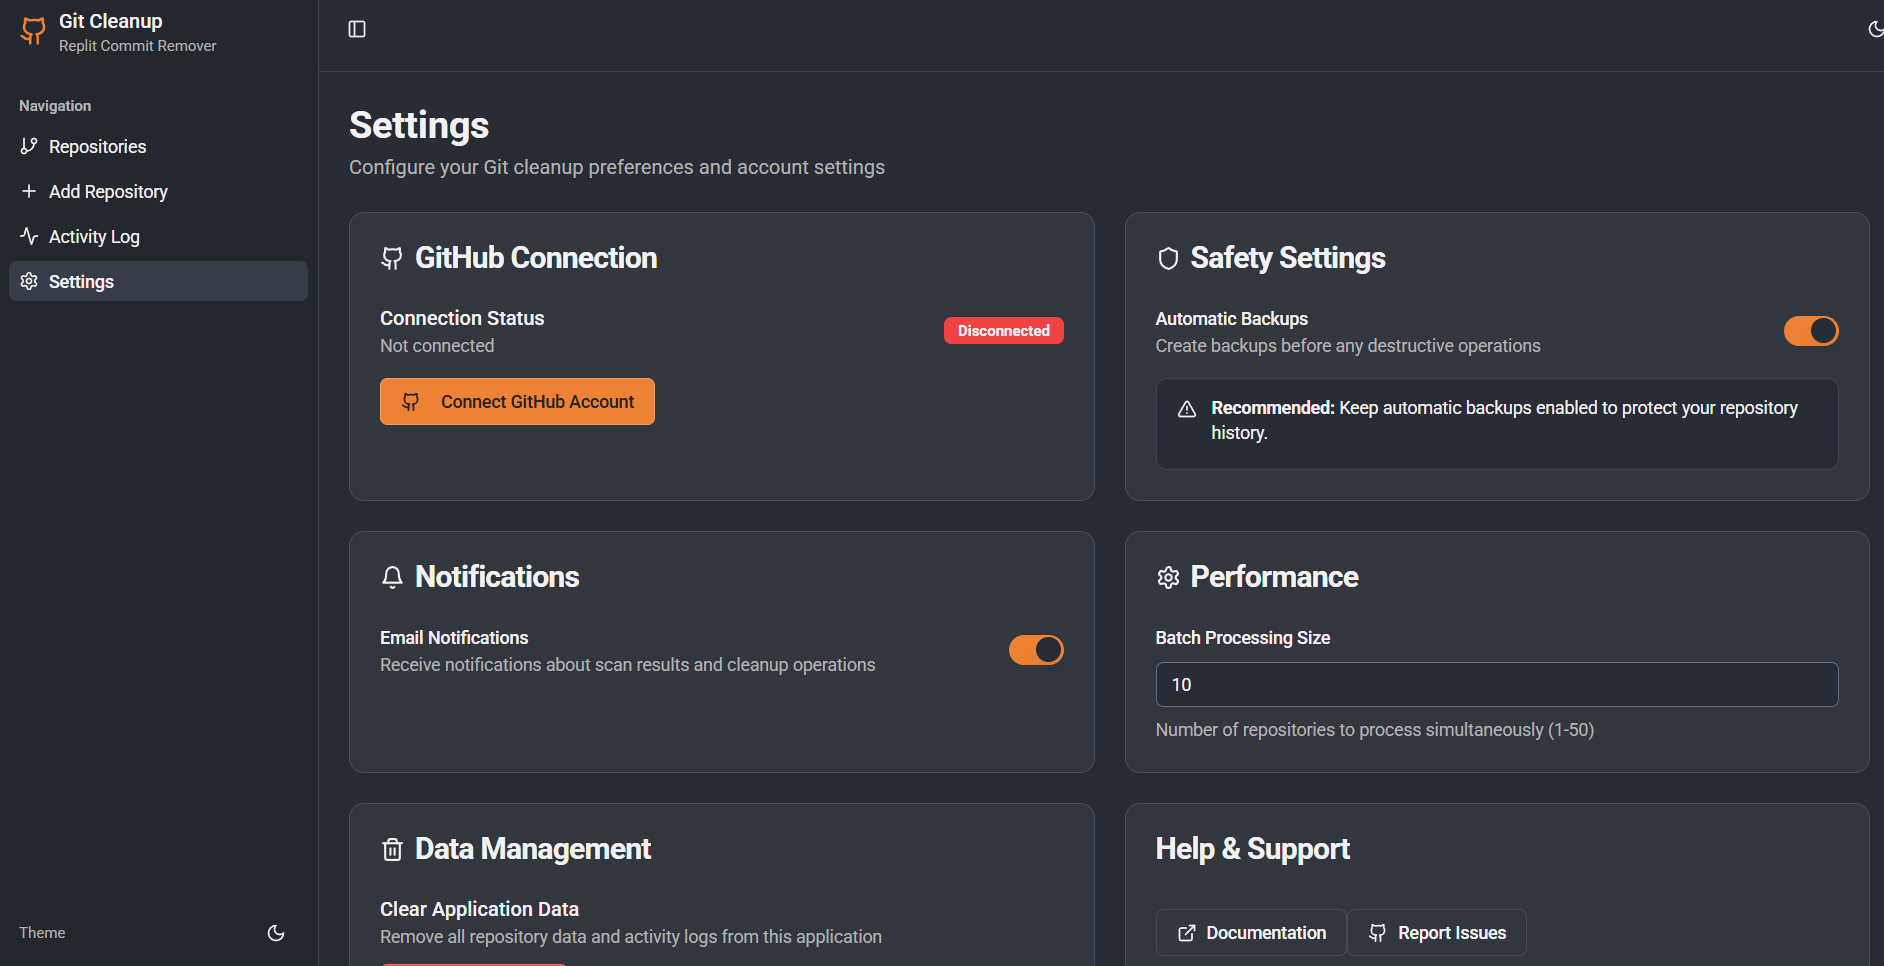 Git Cleanup
Replit Commit Remover
Navigation
Repositories
Add Repository
Activity Log
Settings
Theme
Settings
Configure your Git cleanup preferences and account settings
GitHub Connection
Connection Status
Not connected
Disconnected
Connect GitHub Account
Safety Settings
Automatic Backups
Create backups before any destructive operations
Recommended: Keep automatic backups enabled to protect your repository
history.
Notifications
Email Notifications
Receive notifications about scan results and cleanup operations
Performance
Batch Processing Size
10
Number of repositories to process simultaneously (1-50)
Data Management
Clear Application Data
Remove all repository data and activity logs from this application
Help & Support
Documentation
Report Issues